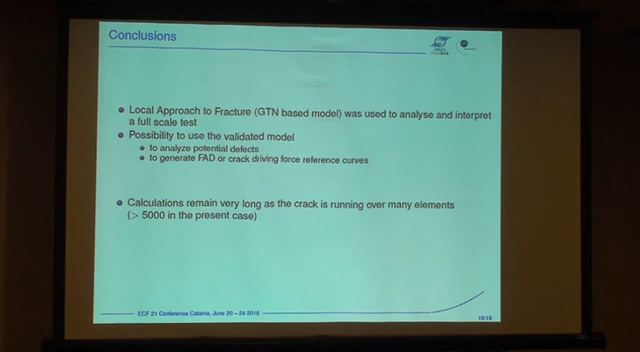 Conclusions
Local Approach to Fracture (GTN based model) was used to analyse and interpret
a full scale test
Possibility to use the validated model
to analyze potential defects
to generate FAD or crack driving force reference curves
Calculations remain very long as the crack is running over many elements
(> 5000 in the present case)
ECF 21 Conference Catania, June 20 – 24 2016
16/16